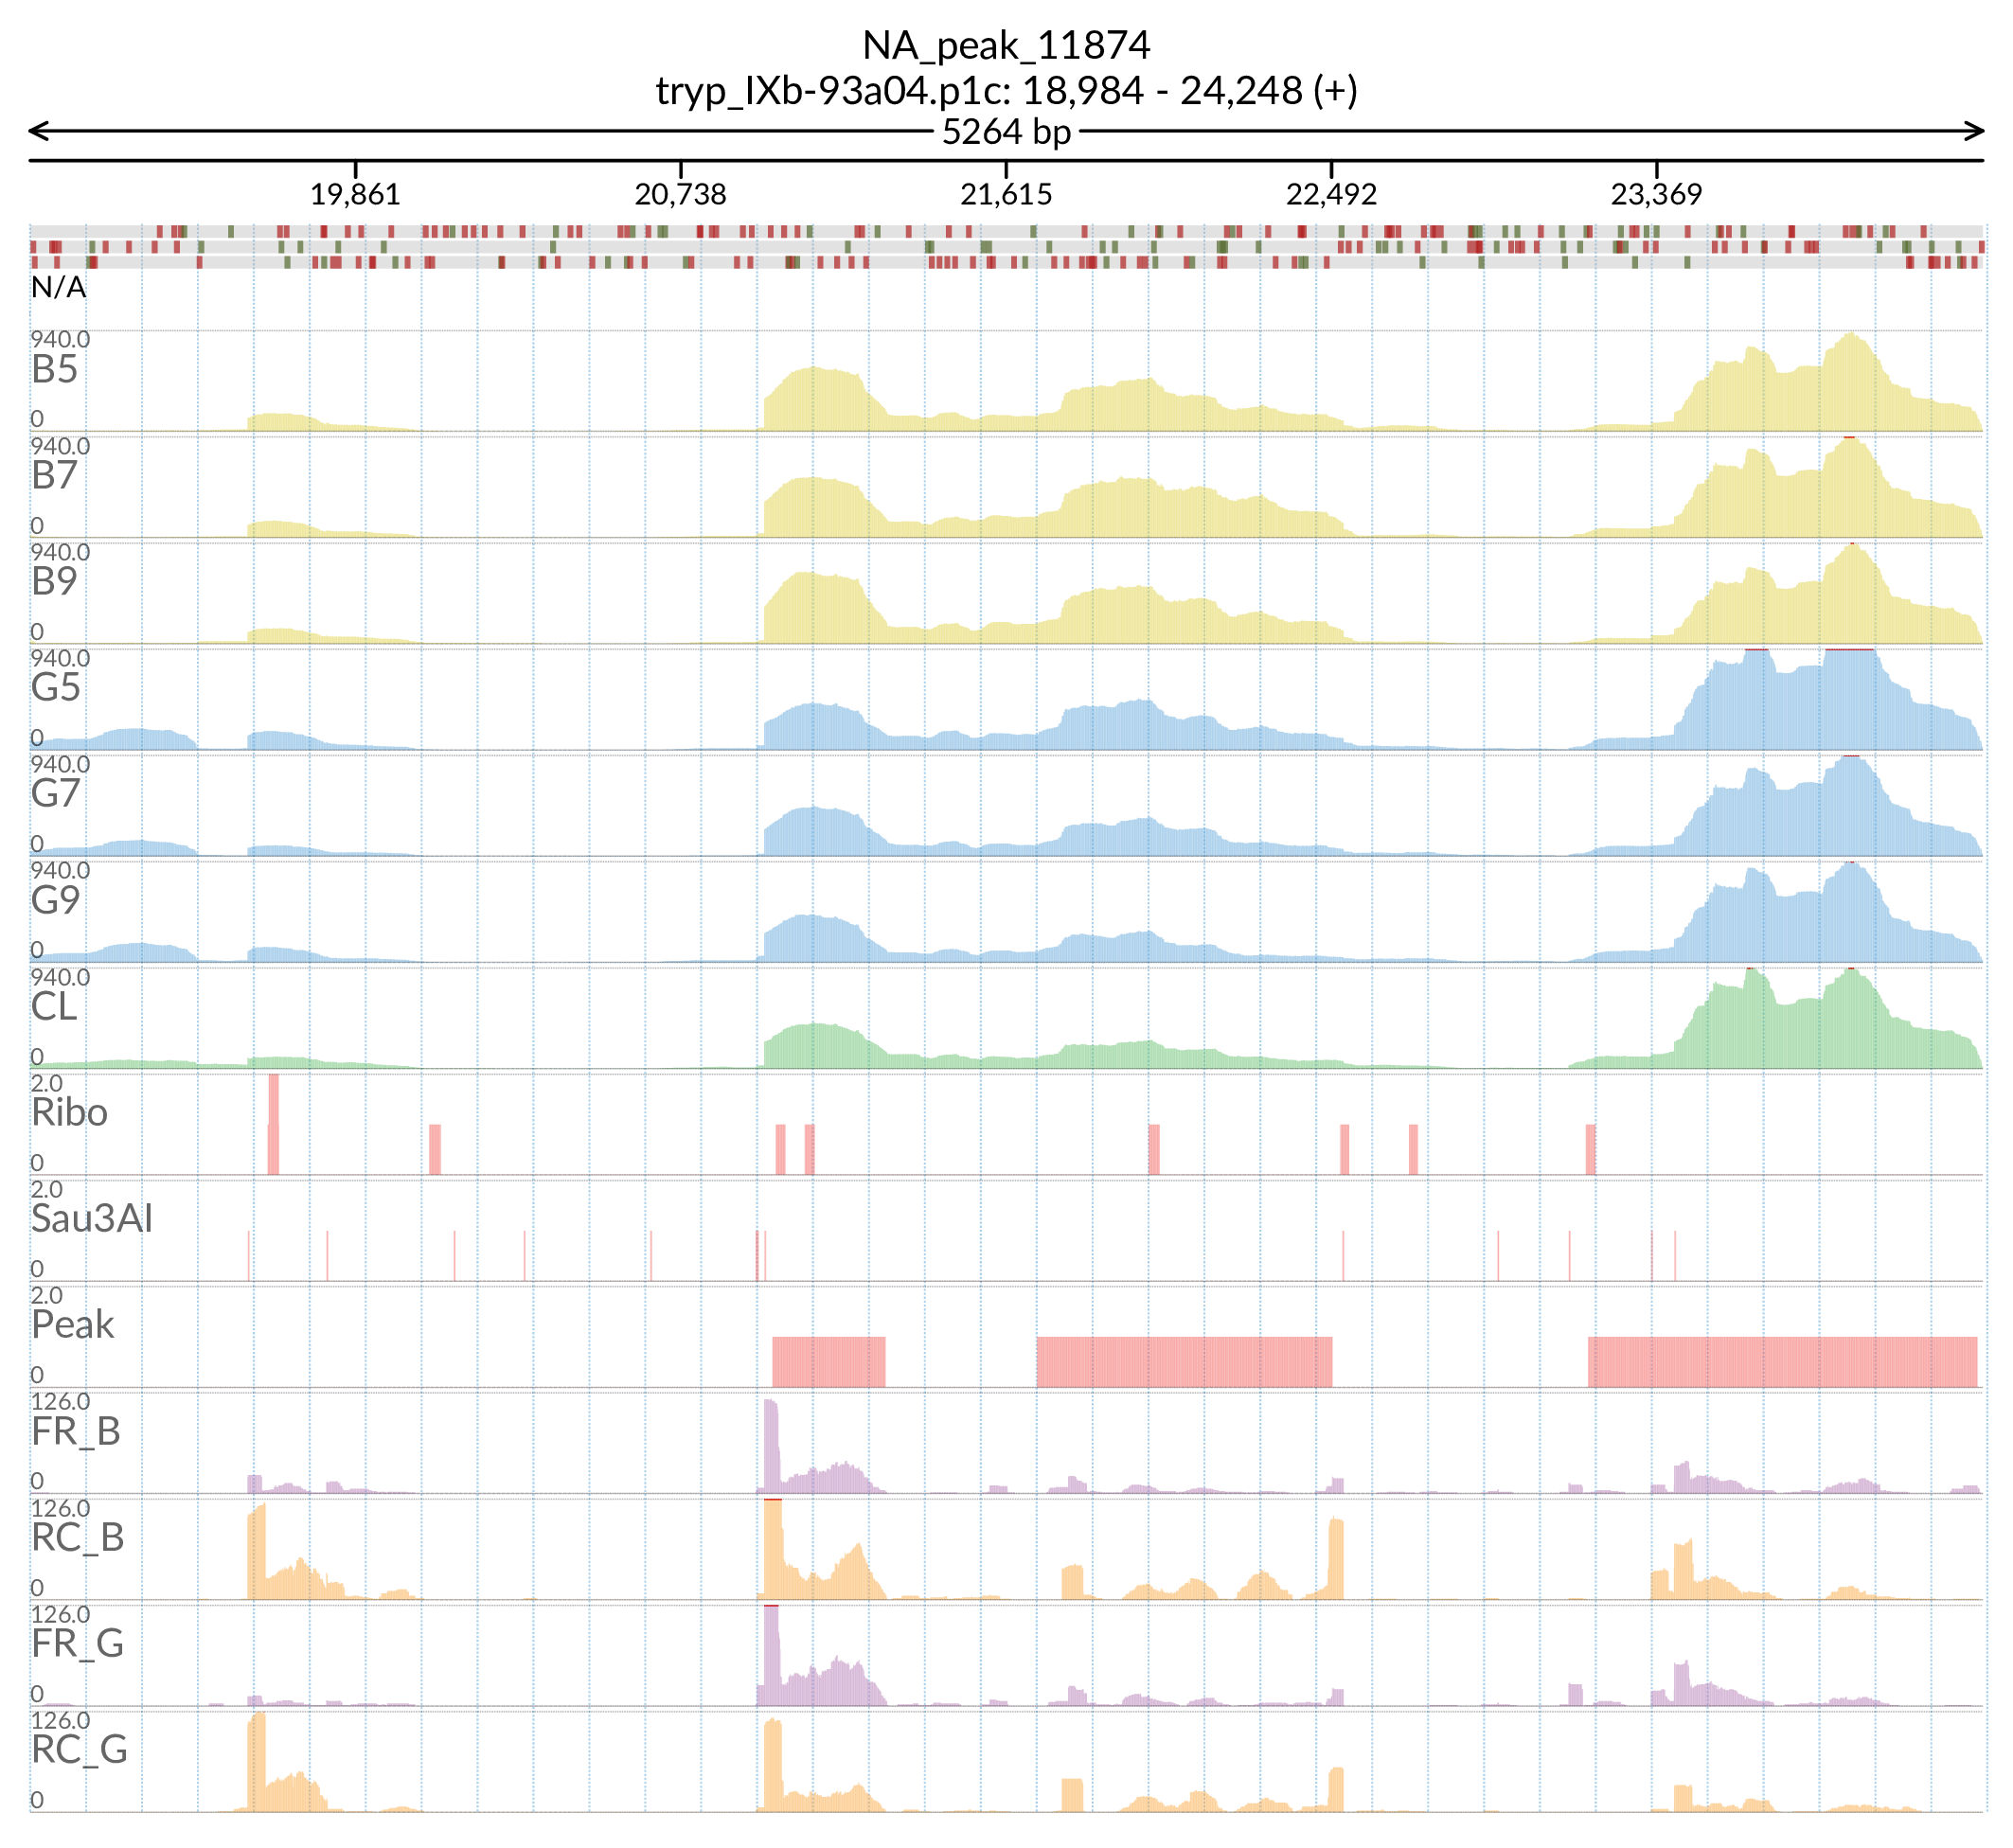 NA_peak_11874
tryp_IXb-93a04.p1c: 18,984 - 24,248 (+)
5264 bp
19,861 20,738 21,615 22,492 23,369
N/A
940.0
B5
0
940.0
B7
0
940.0
B9
0
940.0
G5
0
940.0
G7
0
940.0
G9
0
940.0
CL
0
2.0
Ribo
0
2.0
Sau3AI
0
2.0
Peak
0
126.0
FR_B
0
126.0
RC_B
0
126.0
FR_G
0
126.0
RC_G
0